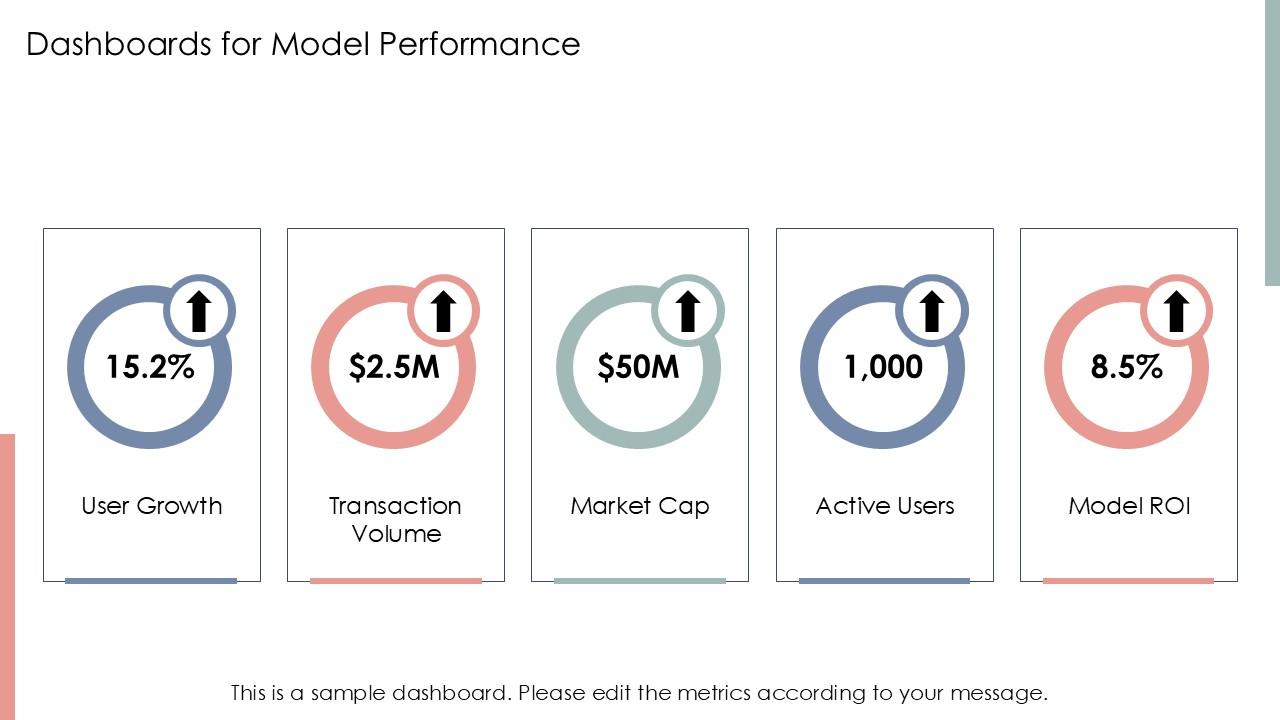 Dashboards for Model Performance
15.2%
User Growth
$2.5M
Transaction
Volume
$50M
Market Cap
1,000
Active Users
8.5%
Model ROI
This is a sample dashboard. Please edit the metrics according to your message.